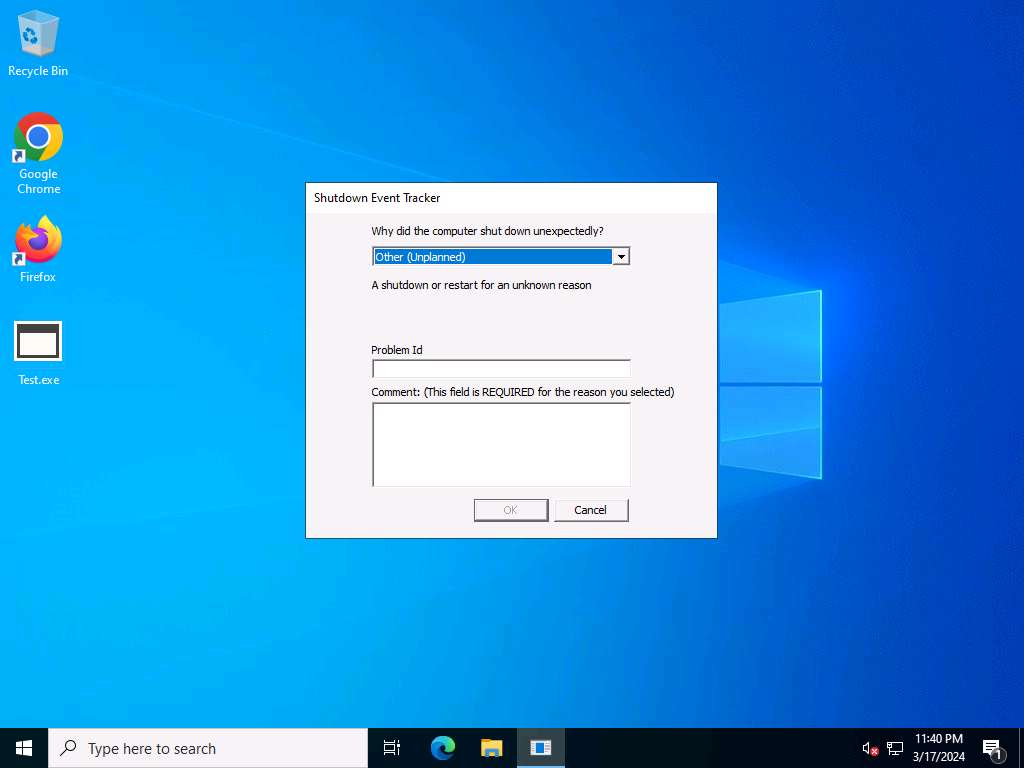 Recycle Bin
Google
Chrome
Firefox
Test.exe
Shutdown Event Tracker
Why did the computer shut down unexpectedly?
Other (Unplanned)
A shutdown or restart for an unknown reason
Problem Id
Comment: (This field is REQUIRED for the reason you selected)
OK
Cancel
Type here to search
11:40 PM
3/17/2024
1